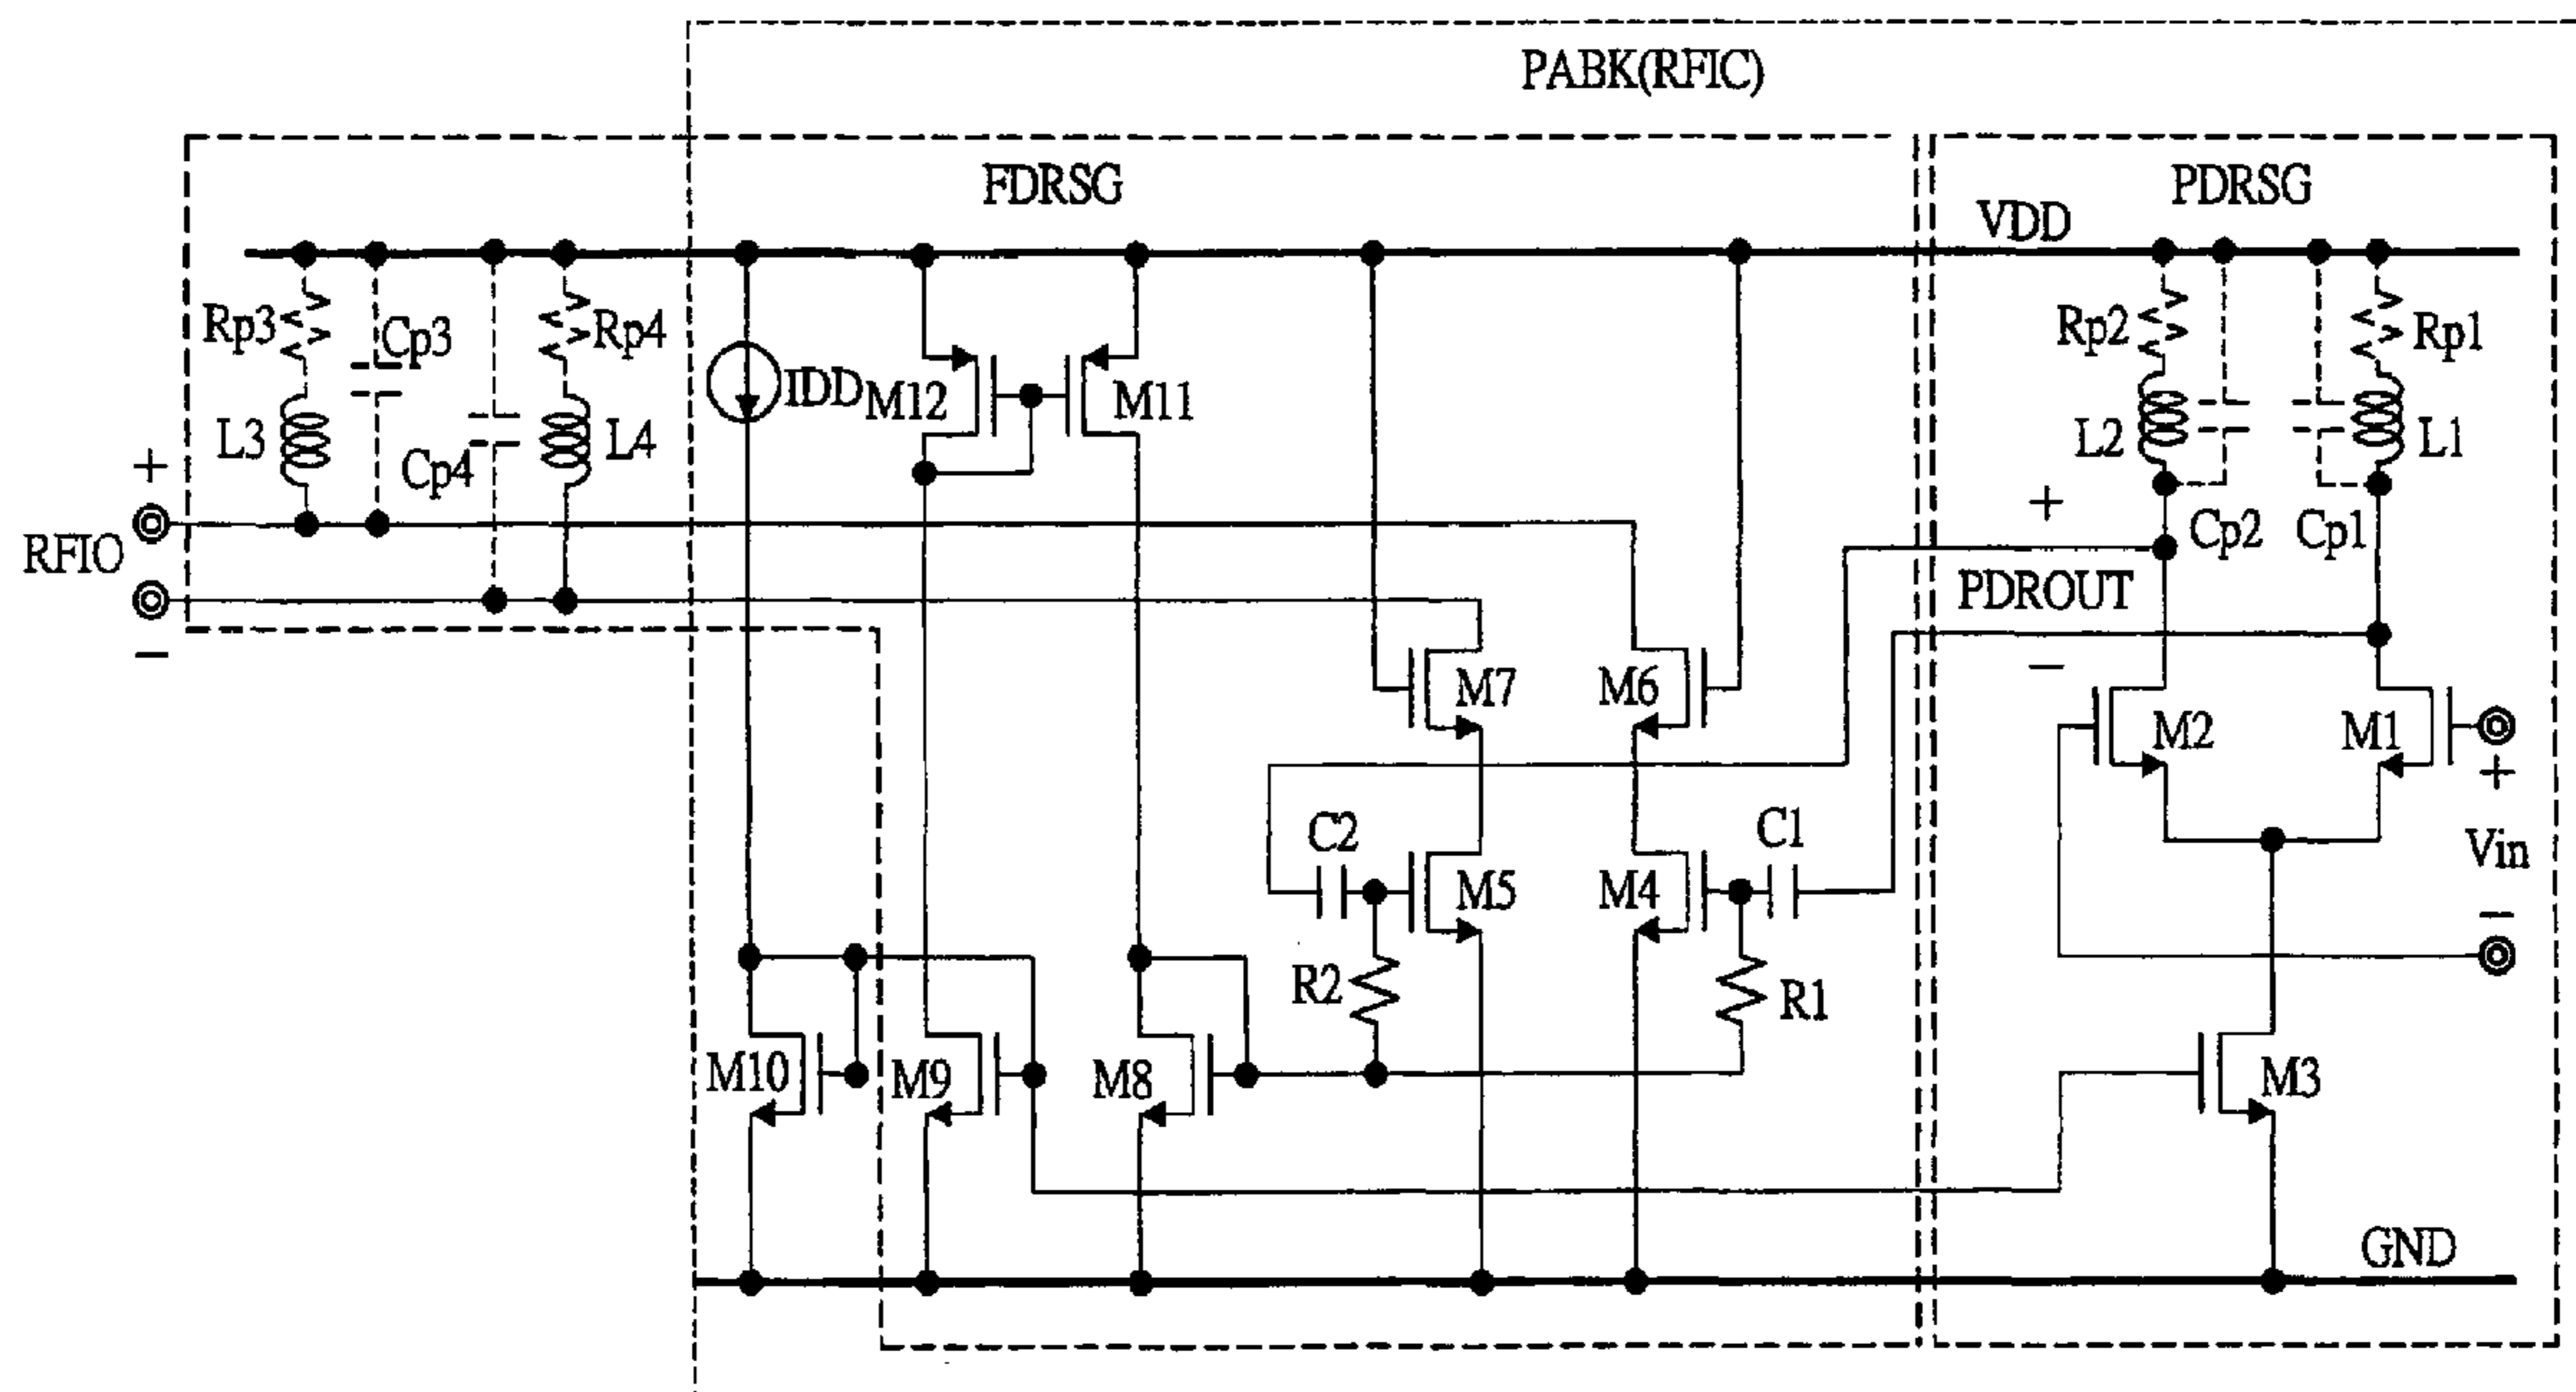 PABK(RFIC)
FDRSG
PDRSG
VDD
Rp3
Cp3
Rp4
IDD
M12
M11
Rp2
Rp1
L3
Cp4
L4
L2
L1
+
+
Cp2
Cp1
RFIO
PDROUT
−
−
M7
M6
M2
M1
+
C2
C1
Vin
M5
M4
−
R2
R1
M10
M9
M8
M3
GND